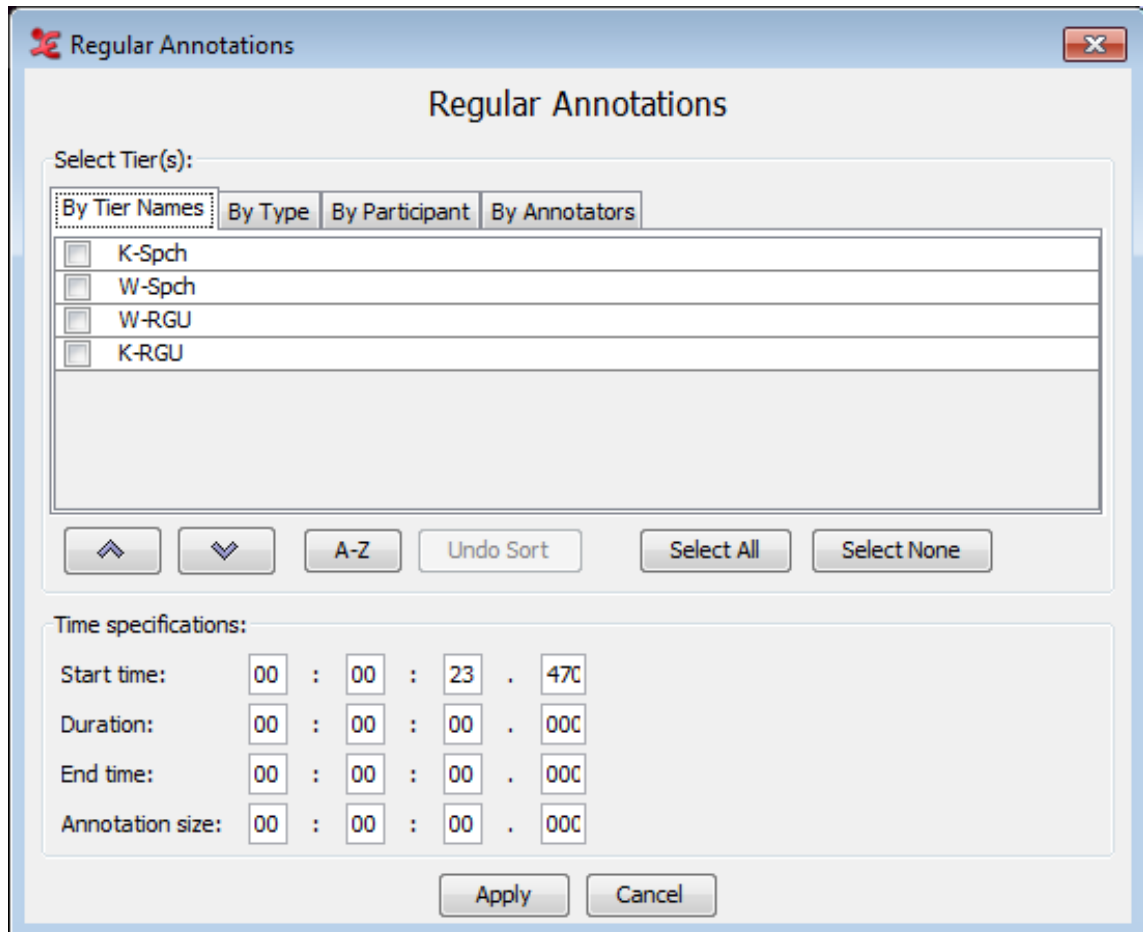 Regular Annotations
Regular Annotations
Select Tier(s):
By Tier Names By Type By Participant By Annotators
K-Spch
W-Spch
W-RGU
K-RGU
A-Z Undo Sort Select All Select None
Time specifications:
Start time: 00 : 00 : 23 . 470
Duration: 00 : 00 : 00 . 000
End time: 00 : 00 : 00 . 000
Annotation size: 00 : 00 : 00 . 000
Apply Cancel